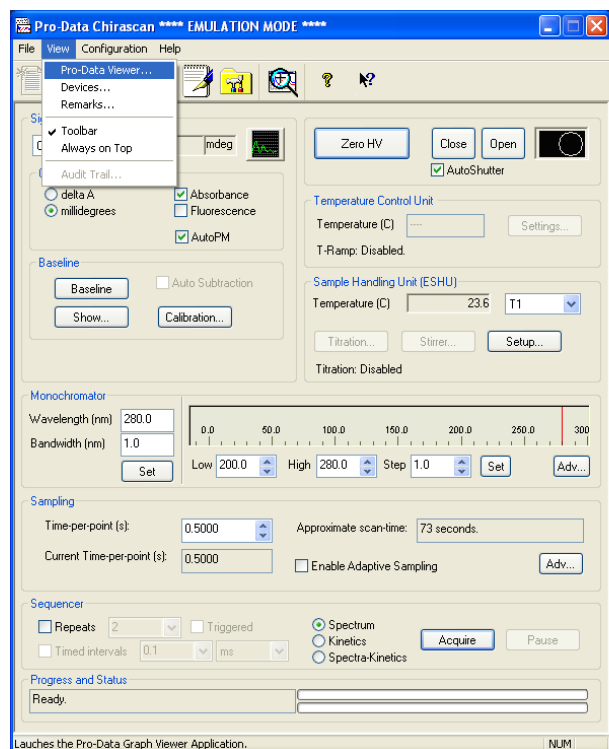 Pro-Data Chirascan **** EMULATION MODE ****
File View Configuration Help
Pro-Data Viewer...
Devices...
Remarks...
Toolbar
Always on Top
Audit Trail...
mdeg
Zero HV Close Open
AutoShutter
delta A Absorbance
millidegrees Fluorescence
AutoPM
Temperature Control Unit
Temperature (C) ---- Settings...
T-Ramp: Disabled.
Baseline
Baseline Auto Subtraction
Show... Calibration...
Sample Handling Unit (ESHU)
Temperature (C) 23.6 T1
Titration... Stirrer... Setup...
Titration: Disabled
Monochromator
Wavelength (nm) 280.0
Bandwidth (nm) 1.0
Set
0.0 50.0 100.0 150.0 200.0 250.0 300
Low 200.0 High 280.0 Step 1.0 Set Adv...
Sampling
Time-per-point (s): 0.5000 Approximate scan-time: 73 seconds.
Current Time-per-point (s): 0.5000 Enable Adaptive Sampling Adv...
Sequencer
Repeats 2 Triggered
Timed intervals 0.1 ms
Spectrum
Kinetics
Spectra-Kinetics
Acquire Pause
Progress and Status
Ready.
Lauches the Pro-Data Graph Viewer Application. NUM